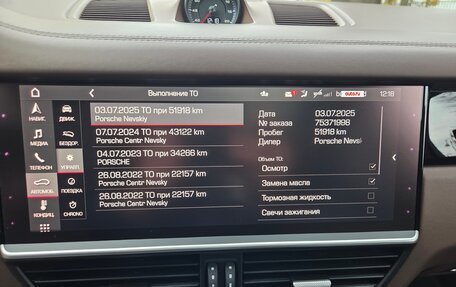 Выполнение ТО
auto.ru
12:18
НАВИГ.
МЕДИА
ТЕЛЕФОН
АВТОМОБ.
КОНДИЦ.
ДВИЖ.
БЕЗДОР.
УПРАВЛ.
ПОЕЗДКА
CHRONO
03.07.2025 ТО при 51918 km
Porsche Nevskiy
07.07.2024 ТО при 43122 km
Porsche Centr Nevsky
04.07.2023 ТО при 34266 km
PORSCHE
26.08.2022 ТО при 22157 km
Porsche Centr Nevsky
26.08.2022 ТО при 22157 km
Porsche Centr Nevsky
Дата 03.07.2025
№ заказа 75371998
Пробег 51918 km
Дилер Porsche Nevski
Объем ТО:
Осмотр
Замена масла
Тормозная жидкость
Свечи зажигания